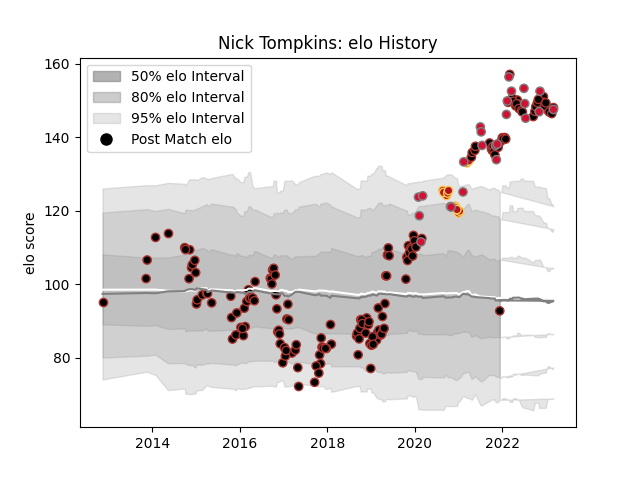 Nick Tompkins: elo History
50% elo Interval
80% elo Interval
95% elo Interval
Post Match elo
elo score
160
140
120
100
80
2014
2016
2018
2020
2022